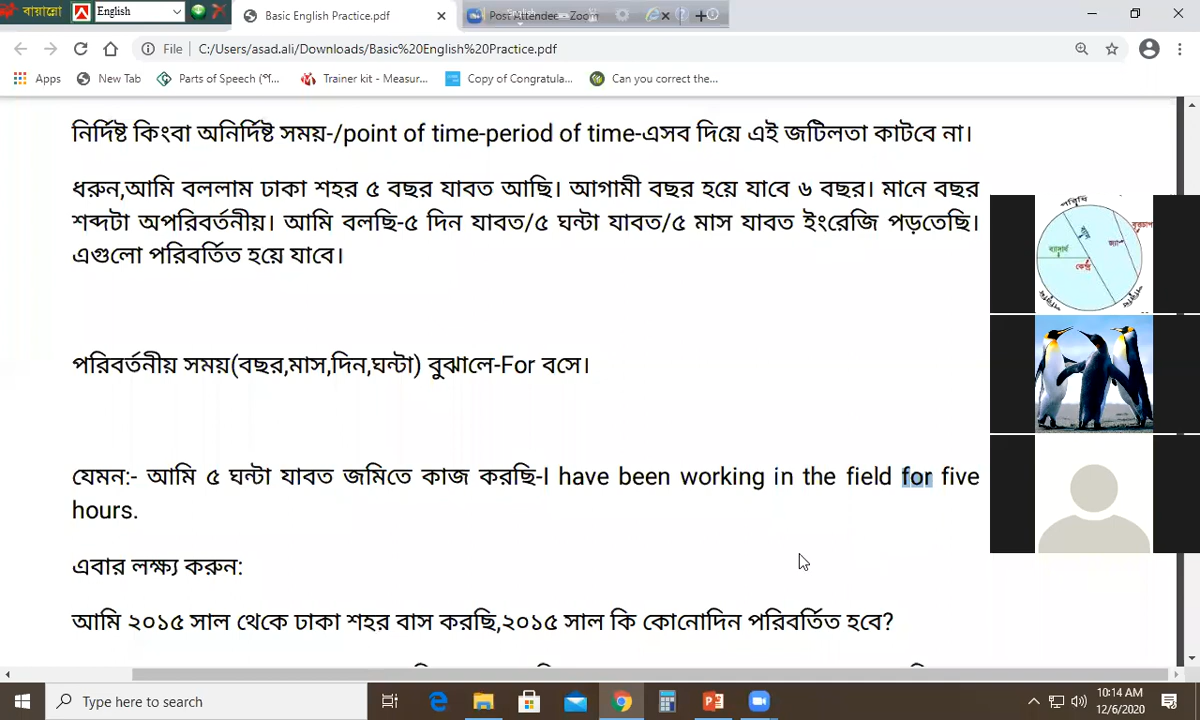 বায়ান্নো English Basic English Practice.pdf Post Attendee - Zoom
File C:/Users/asad.ali/Downloads/Basic%20English%20Practice.pdf
Apps New Tab Parts of Speech (প... Trainer kit - Measur... Copy of Congratula... Can you correct the...
নির্দিষ্ট কিংবা অনির্দিষ্ট সময়-/point of time-period of time-এসব দিয়ে এই জটিলতা কাটবে না।
ধরুন,আমি বললাম ঢাকা শহর ৫ বছর যাবত আছি। আগামী বছর হয়ে যাবে ৬ বছর। মানে বছর
শব্দটা অপরিবর্তনীয়। আমি বলছি-৫ দিন যাবত/৫ ঘন্টা যাবত/৫ মাস যাবত ইংরেজি পড়তেছি।
এগুলো পরিবর্তিত হয়ে যাবে।
পরিবর্তনীয় সময়(বছর,মাস,দিন,ঘন্টা) বুঝালে-For বসে।
যেমন:- আমি ৫ ঘন্টা যাবত জমিতে কাজ করছি-I have been working in the field for five
hours.
এবার লক্ষ্য করুন:
আমি ২০১৫ সাল থেকে ঢাকা শহর বাস করছি,২০১৫ সাল কি কোনোদিন পরিবর্তিত হবে?
পরিধি
ব্যাস
জ্যা
বৃত্তচাপ
ব্যাসার্ধ
কেন্দ্র
পরিধি
পরিধি
Type here to search
10:14 AM
12/6/2020